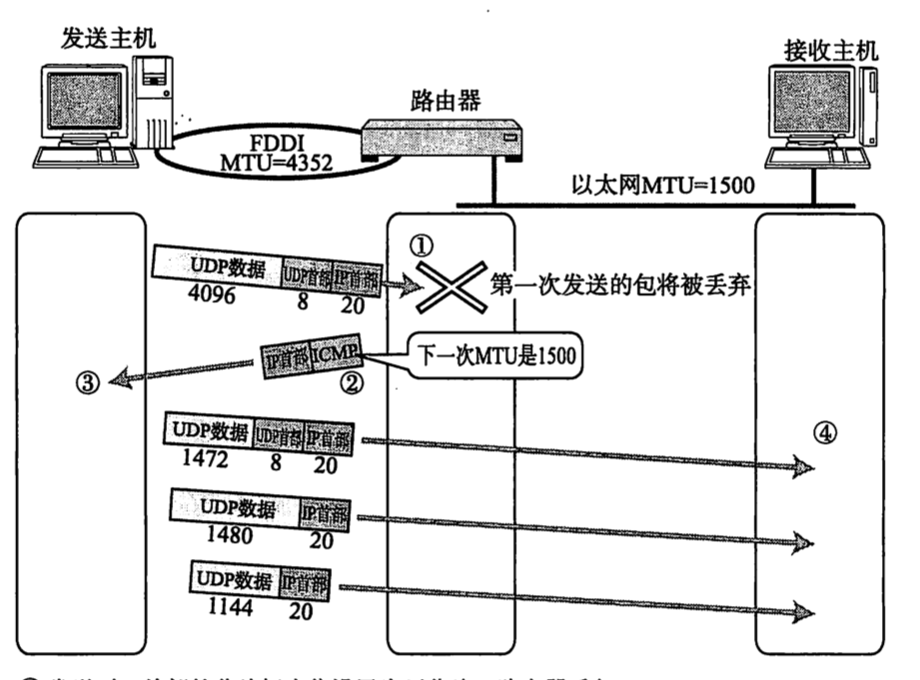 发送主机
接收主机
路由器
FDDI
MTU=4352
以太网MTU=1500
UDP数据 UDP首部 IP首部
4096 8 20
①
第一次发送的包将被丢弃
IP首部 ICMP
下一次MTU是1500
②
③
UDP数据 UDP首部 IP首部
1472 8 20
④
UDP数据 IP首部
1480 20
UDP数据 IP首部
1144 20